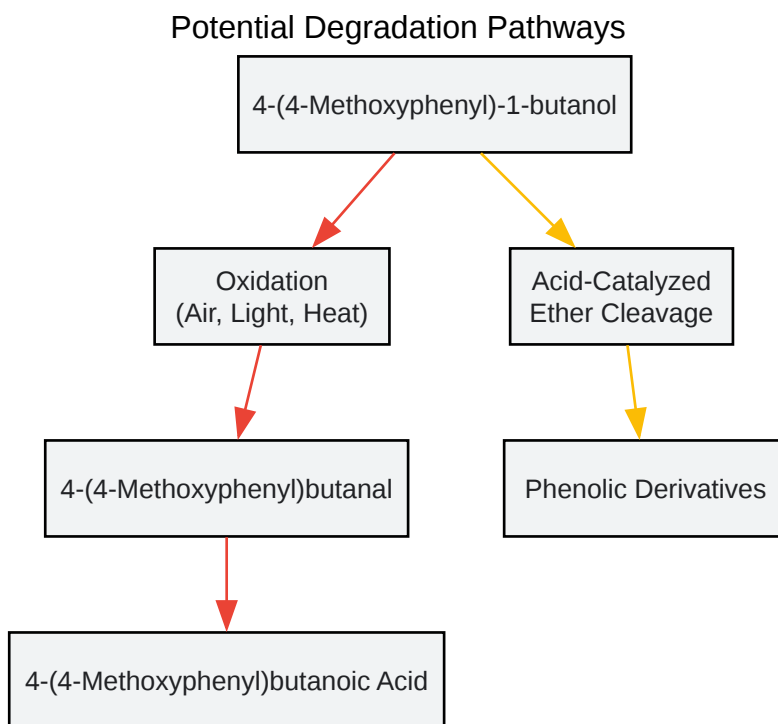 Potential Degradation Pathways
4-(4-Methoxyphenyl)-1-butanol
Oxidation
(Air, Light, Heat)
Acid-Catalyzed
Ether Cleavage
4-(4-Methoxyphenyl)butanal
Phenolic Derivatives
4-(4-Methoxyphenyl)butanoic Acid